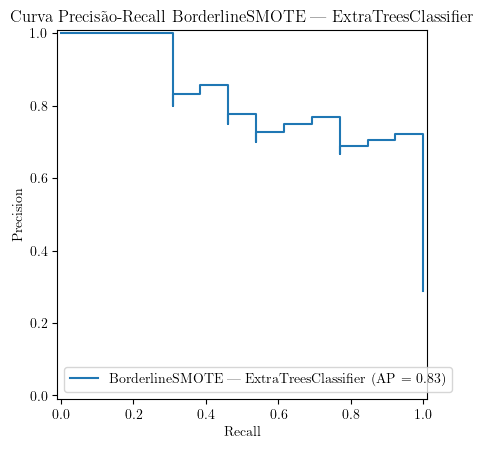 Curva Precisão-Recall BorderlineSMOTE — ExtraTreesClassifier
1.0
0.8
0.6
0.4
0.2
0.0
Precision
BorderlineSMOTE — ExtraTreesClassifier (AP = 0.83)
0.0 0.2 0.4 0.6 0.8 1.0
Recall